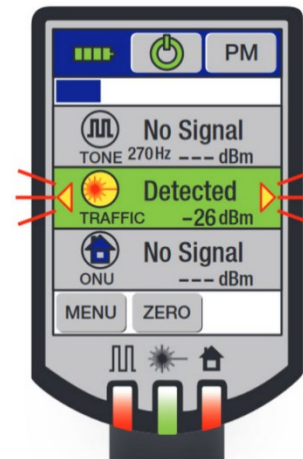 PM
No Signal
TONE 270Hz --- dBm
Detected
TRAFFIC -26 dBm
No Signal
ONU --- dBm
MENU ZERO